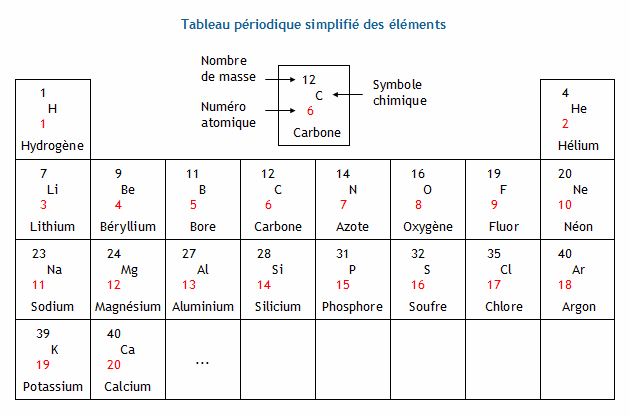 Tableau périodique simplifié des éléments
Nombre
de masse
12
C
6
Carbone
Symbole
chimique
Numéro
atomique
1
H
1
Hydrogène
4
He
2
Hélium
7
Li
3
Lithium
9
Be
4
Béryllium
11
B
5
Bore
12
C
6
Carbone
14
N
7
Azote
16
O
8
Oxygène
19
F
9
Fluor
20
Ne
10
Néon
23
Na
11
Sodium
24
Mg
12
Magnésium
27
Al
13
Aluminium
28
Si
14
Silicium
31
P
15
Phosphore
32
S
16
Soufre
35
Cl
17
Chlore
40
Ar
18
Argon
39
K
19
Potassium
40
Ca
20
Calcium
...